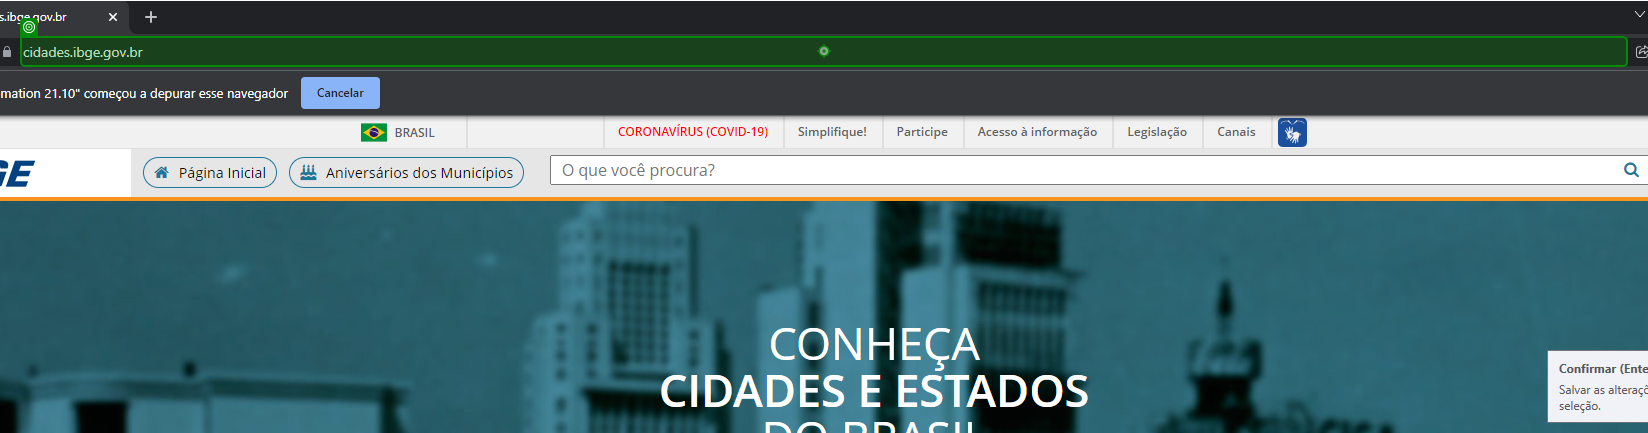 s.ibge.gov.br
cidades.ibge.gov.br
mation 21.10" começou a depurar esse navegador Cancelar
BRASIL CORONAVÍRUS (COVID-19) Simplifique! Participe Acesso à informação Legislação Canais
GE Página Inicial Aniversários dos Municípios O que você procura?
CONHEÇA
CIDADES E ESTADOS
DO BRASIL
Confirmar (Ente
Salvar as alteraçõ
seleção.